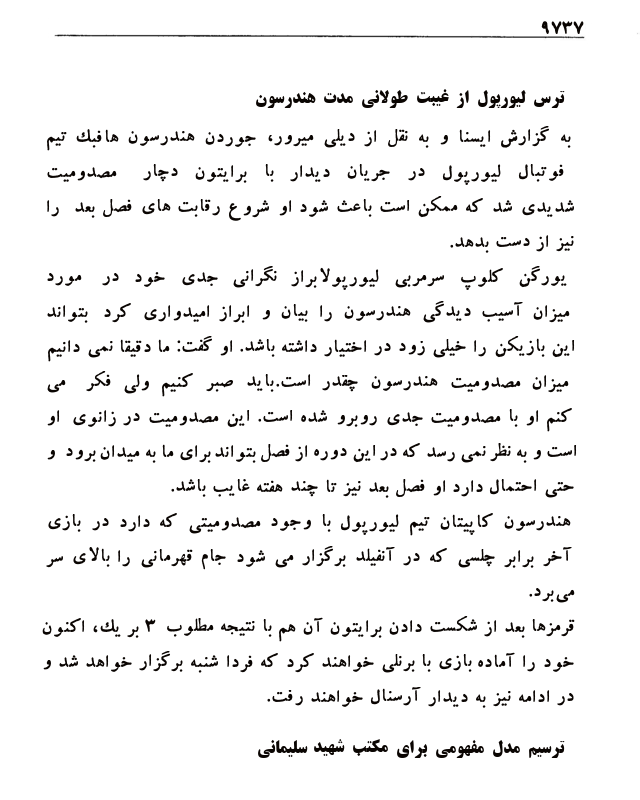 ۹۷۳۷
ترس لیورپول از غیبت طولانی مدت هندرسون
به گزارش ایسنا و به نقل از دیلی میرور، جوردن هندرسون هافبك تیم
فوتبال لیورپول در جریان دیدار با برایتون دچار مصدومیت
شدیدی شد که ممکن است باعث شود او شروع رقابت های فصل بعد را
نیز از دست بدهد.
یورگن کلوپ سرمربی لیورپولابراز نگرانی جدی خود در مورد
میزان آسیب دیدگی هندرسون را بیان و ابراز امیدواری کرد بتواند
این بازیکن را خیلی زود در اختیار داشته باشد. او گفت: ما دقیقا نمی دانیم
میزان مصدومیت هندرسون چقدر است.باید صبر کنیم ولی فکر می
کنم او با مصدومیت جدی روبرو شده است. این مصدومیت در زانوی او
است و به نظر نمی رسد که در این دوره از فصل بتواند برای ما به میدان برود و
حتی احتمال دارد او فصل بعد نیز تا چند هفته غایب باشد.
هندرسون کاپیتان تیم لیورپول با وجود مصدومیتی که دارد در بازی
آخر برابر چلسی که در آنفیلد برگزار می شود جام قهرمانی را بالای سر
می‌برد.
قرمزها بعد از شکست دادن برایتون آن هم با نتیجه مطلوب ۳ بر یك، اکنون
خود را آماده بازی با برنلی خواهند کرد که فردا شنبه برگزار خواهد شد و
در ادامه نیز به دیدار آرسنال خواهند رفت.
ترسیم مدل مفهومی برای مکتب شهید سلیمانی